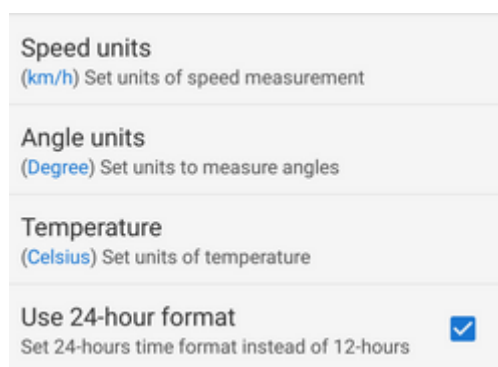 Speed units
(km/h) Set units of speed measurement
Angle units
(Degree) Set units to measure angles
Temperature
(Celsius) Set units of temperature
Use 24-hour format
Set 24-hours time format instead of 12-hours